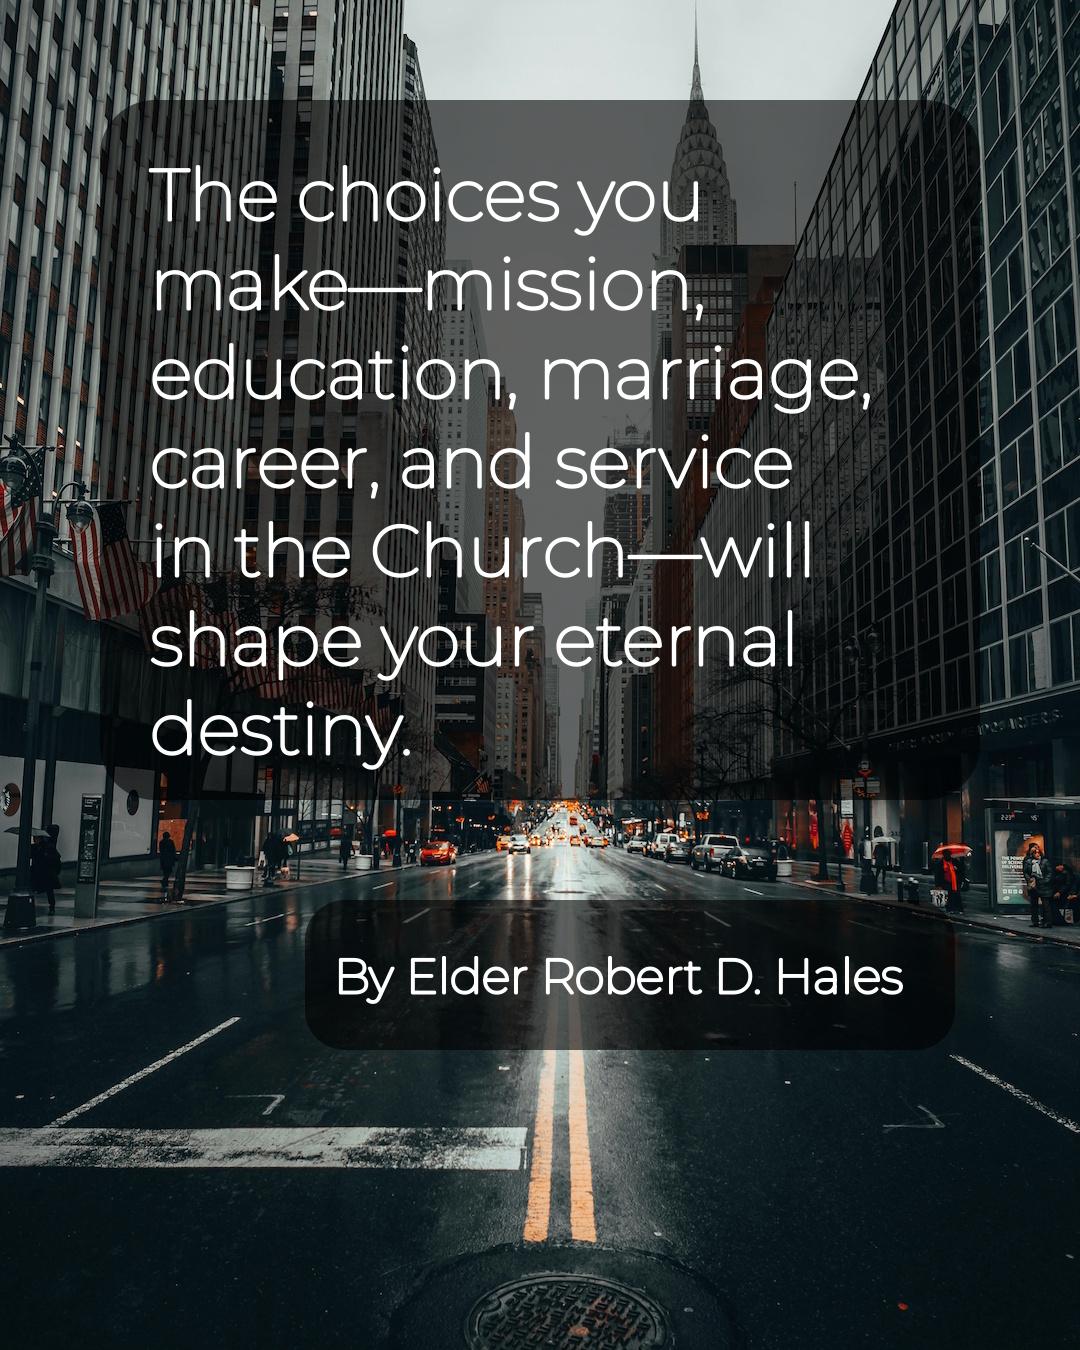 The choices you
make—mission,
education, marriage,
career, and service
in the Church—will
shape your eternal
destiny.
By Elder Robert D. Hales